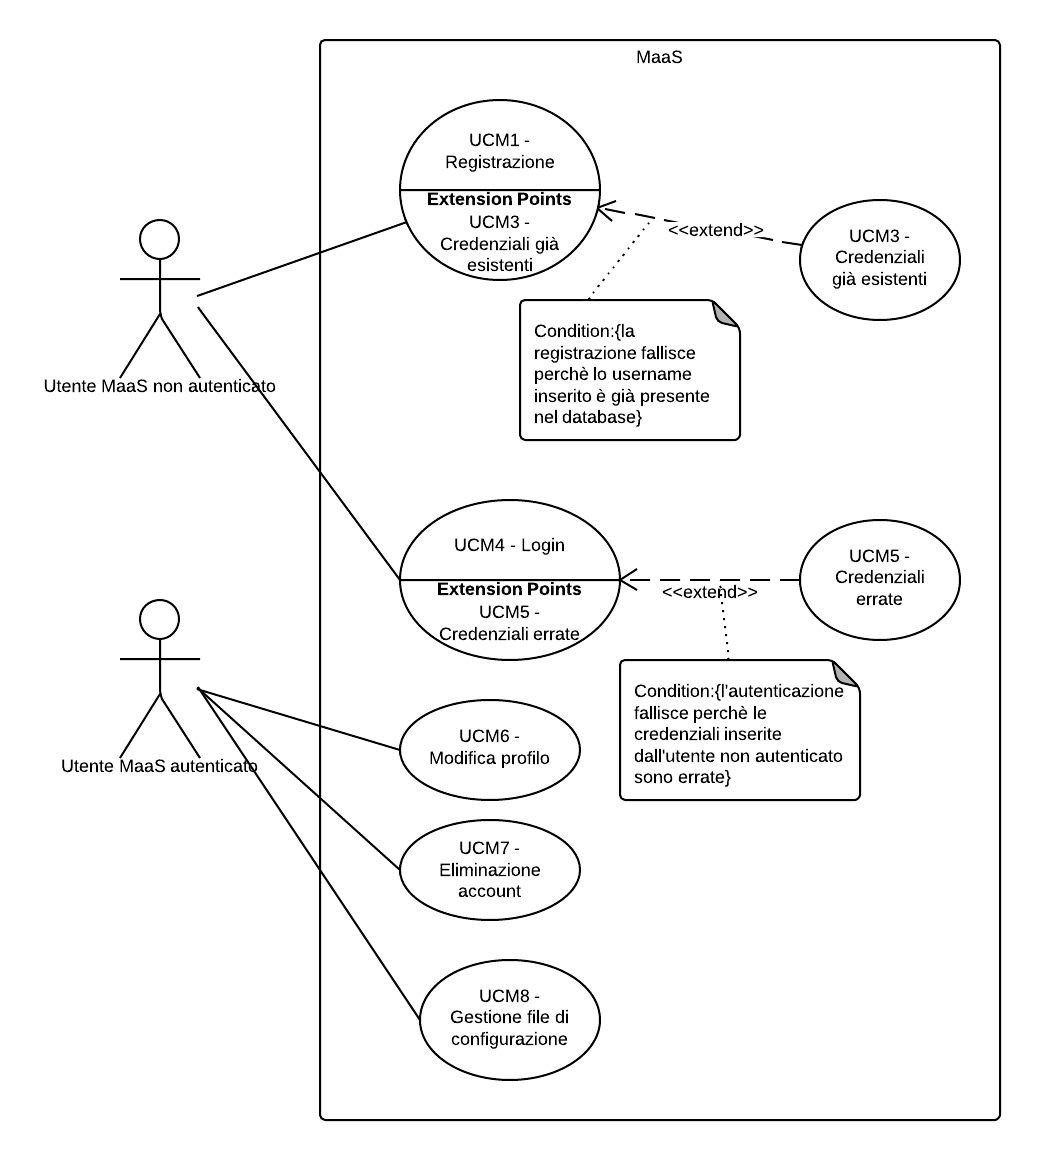 MaaS
UCM1 -
Registrazione
Extension Points
UCM3 -
Credenziali già
esistenti
<<extend>>
UCM3 -
Credenziali
già esistenti
Condition:{la
registrazione fallisce
perchè lo username
inserito è già presente
nel database}
Utente MaaS non autenticato
UCM4 - Login
Extension Points
UCM5 -
Credenziali errate
<<extend>>
UCM5 -
Credenziali
errate
Condition:{l'autenticazione
fallisce perchè le
credenziali inserite
dall'utente non autenticato
sono errate}
Utente MaaS autenticato
UCM6 -
Modifica profilo
UCM7 -
Eliminazione
account
UCM8 -
Gestione file di
configurazione